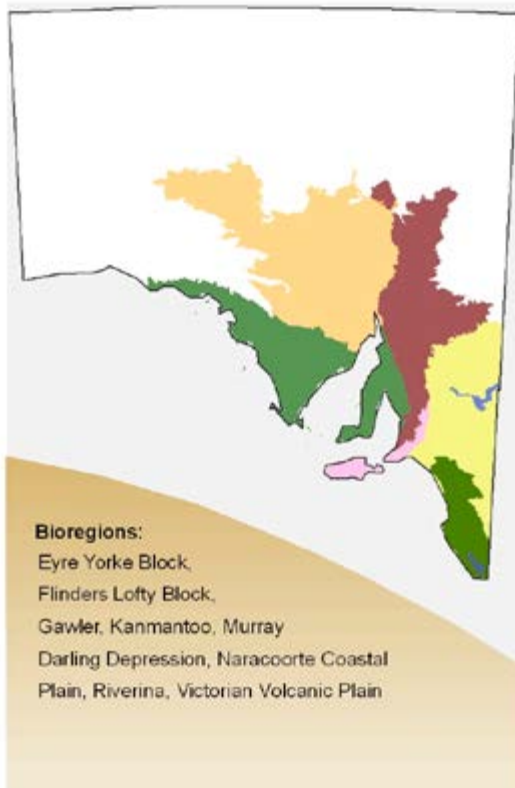 Bioregions:
Eyre Yorke Block,
Flinders Lofty Block,
Gawler, Kanmantoo, Murray
Darling Depression, Naracoorte Coastal
Plain, Riverina, Victorian Volcanic Plain